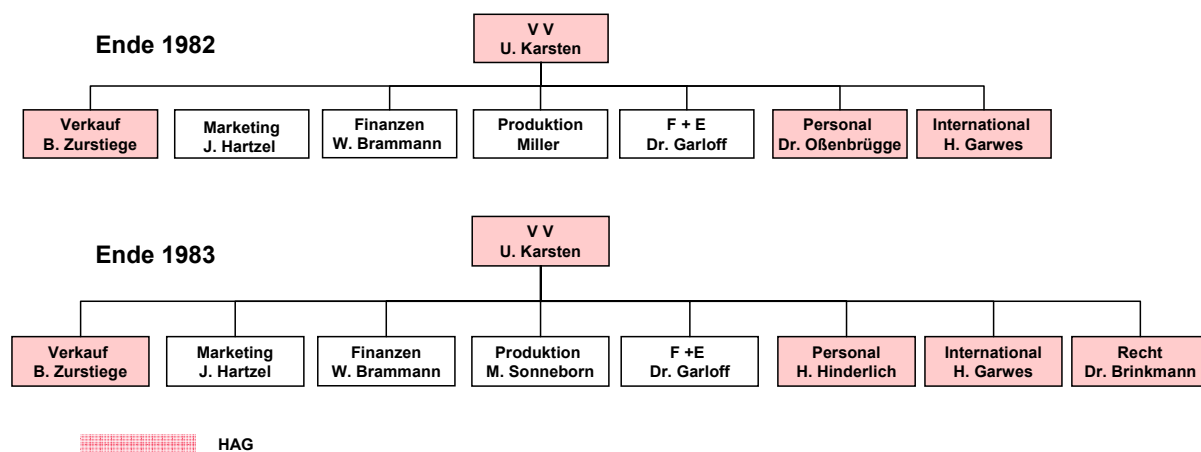 Ende 1982
V V
U. Karsten
Verkauf
B. Zurstiege
Marketing
J. Hartzel
Finanzen
W. Brammann
Produktion
Miller
F + E
Dr. Garloff
Personal
Dr. Oßenbrügge
International
H. Garwes
Ende 1983
V V
U. Karsten
Verkauf
B. Zurstiege
Marketing
J. Hartzel
Finanzen
W. Brammann
Produktion
M. Sonneborn
F +E
Dr. Garloff
Personal
H. Hinderlich
International
H. Garwes
Recht
Dr. Brinkmann
HAG